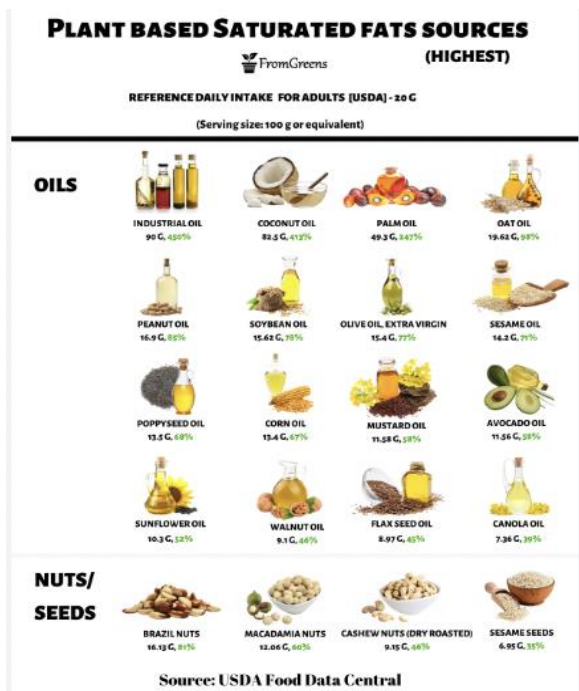 PLANT BASED SATURATED FATS SOURCES
(HIGHEST)
FromGreens
REFERENCE DAILY INTAKE FOR ADULTS [USDA] - 20 G
(Serving size: 100 g or equivalent)
OILS
INDUSTRIAL OIL
90 G, 450%
COCONUT OIL
82.5 G, 413%
PALM OIL
49.3 G, 247%
OAT OIL
19.62 G, 98%
PEANUT OIL
16.9 G, 85%
SOYBEAN OIL
15.62 G, 78%
OLIVE OIL, EXTRA VIRGIN
15.4 G, 77%
SESAME OIL
14.2 G, 71%
POPPYSEED OIL
13.5 G, 68%
CORN OIL
13.4 G, 67%
MUSTARD OIL
11.58 G, 58%
AVOCADO OIL
11.56 G, 58%
SUNFLOWER OIL
10.3 G, 52%
WALNUT OIL
9.1 G, 46%
FLAX SEED OIL
8.97 G, 45%
CANOLA OIL
7.36 G, 39%
NUTS/
SEEDS
BRAZIL NUTS
16.13 G, 81%
MACADAMIA NUTS
12.06 G, 60%
CASHEW NUTS (DRY ROASTED)
9.15 G, 46%
SESAME SEEDS
6.95 G, 35%
Source: USDA Food Data Central